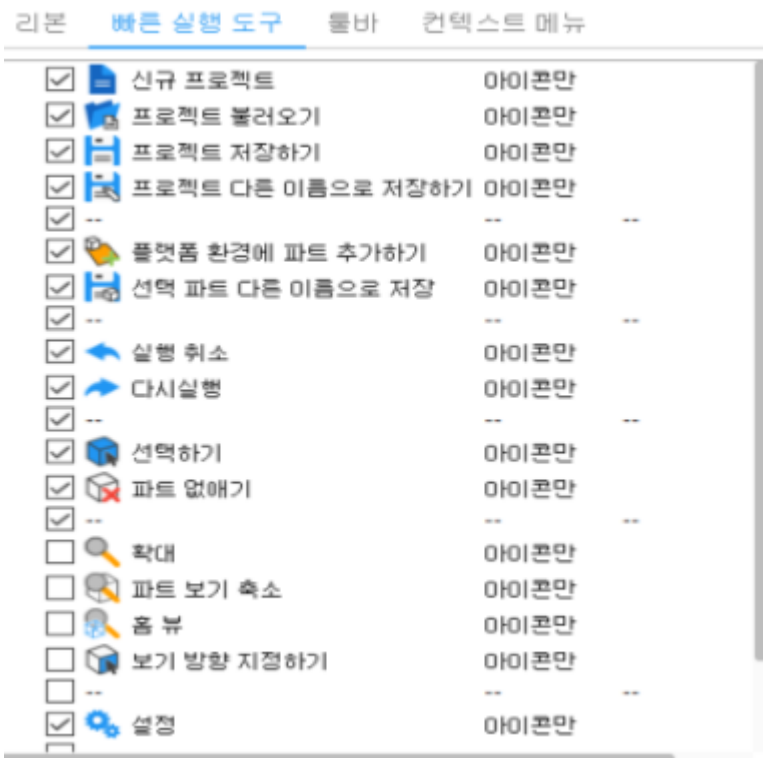 리본 빠른 실행 도구 툴바 컨텍스트 메뉴
신규 프로젝트 아이콘만
프로젝트 불러오기 아이콘만
프로젝트 저장하기 아이콘만
프로젝트 다른 이름으로 저장하기 아이콘만
-- -- --
플랫폼 환경에 파트 추가하기 아이콘만
선택 파트 다른 이름으로 저장 아이콘만
-- -- --
실행 취소 아이콘만
다시실행 아이콘만
-- -- --
선택하기 아이콘만
파트 없애기 아이콘만
-- -- --
확대 아이콘만
파트 보기 축소 아이콘만
홈 뷰 아이콘만
보기 방향 지정하기 아이콘만
-- -- --
설정 아이콘만